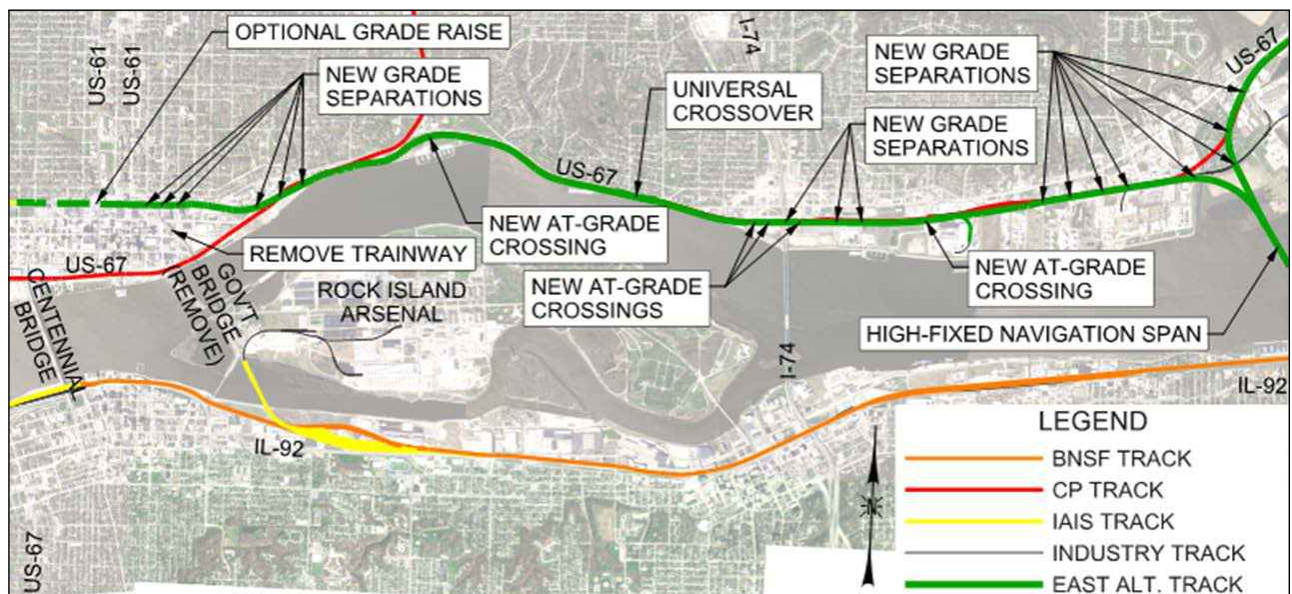 OPTIONAL GRADE RAISE
US-61
US-61
NEW GRADE
SEPARATIONS
I-74
UNIVERSAL
CROSSOVER
NEW GRADE
SEPARATIONS
US-67
NEW GRADE
SEPARATIONS
US-67
NEW AT-GRADE
CROSSING
REMOVE TRAINWAY
US-67
NEW AT-GRADE
CROSSINGS
NEW AT-GRADE
CROSSING
HIGH-FIXED NAVIGATION SPAN
CENTENNIAL
BRIDGE
GOV'T
BRIDGE
(REMOVE)
ROCK ISLAND
ARSENAL
I-74
IL-92
IL-92
US-67
N
LEGEND
BNSF TRACK
CP TRACK
IAIS TRACK
INDUSTRY TRACK
EAST ALT. TRACK